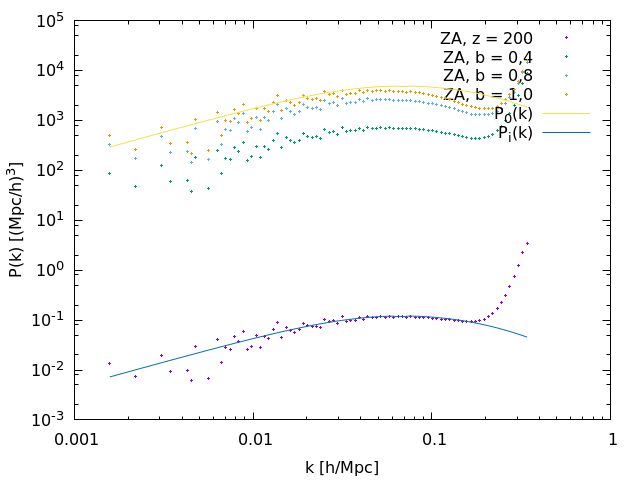 10^5
10^4
10^3
10^2
10^1
10^0
10^-1
10^-2
10^-3
P(k) [(Mpc/h)^3]
0.001
0.01
0.1
1
k [h/Mpc]
ZA, z = 200
ZA, b = 0,4
ZA, b = 0,8
ZA, b = 1,0
P_0(k)
P_i(k)